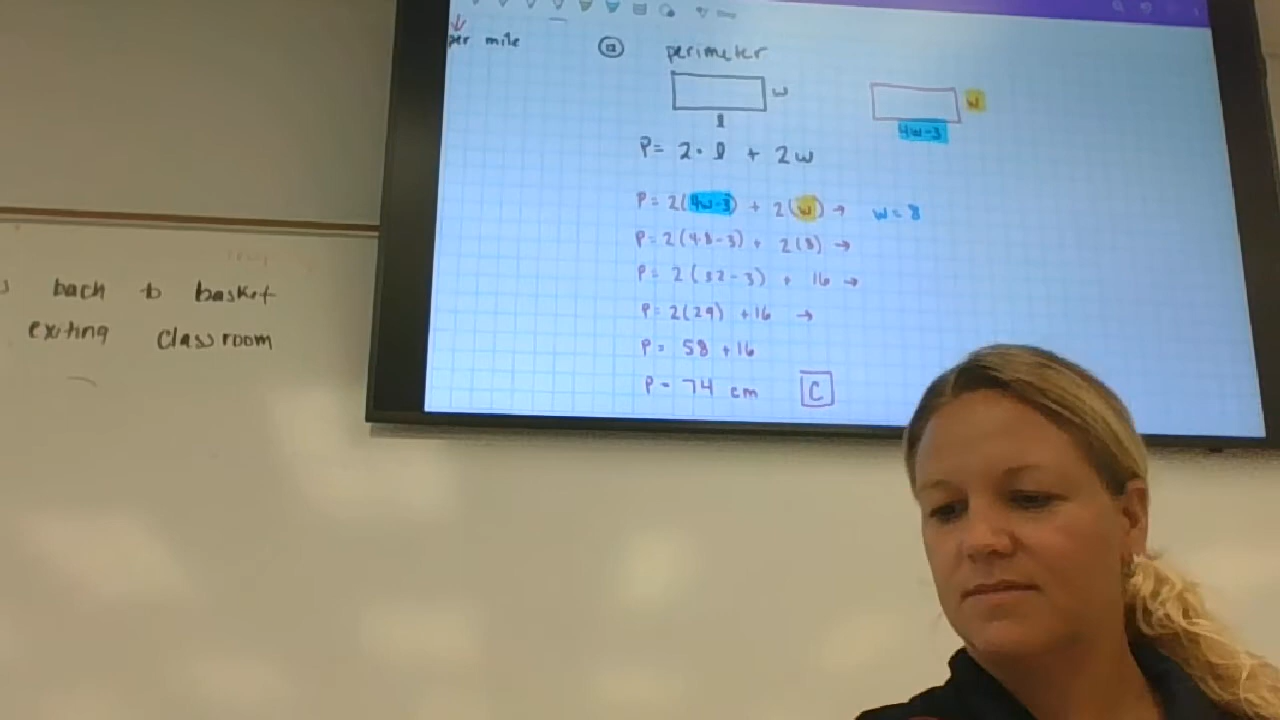 per mile
12 perimeter
w
l
w
4w-3
P = 2 · l + 2w
P = 2(4w-3) + 2(w) → w = 8
P = 2(4·8-3) + 2(8) →
P = 2(32-3) + 16 →
P = 2(29) + 16 →
P = 58 + 16
P = 74 cm C
back to basket
exiting classroom